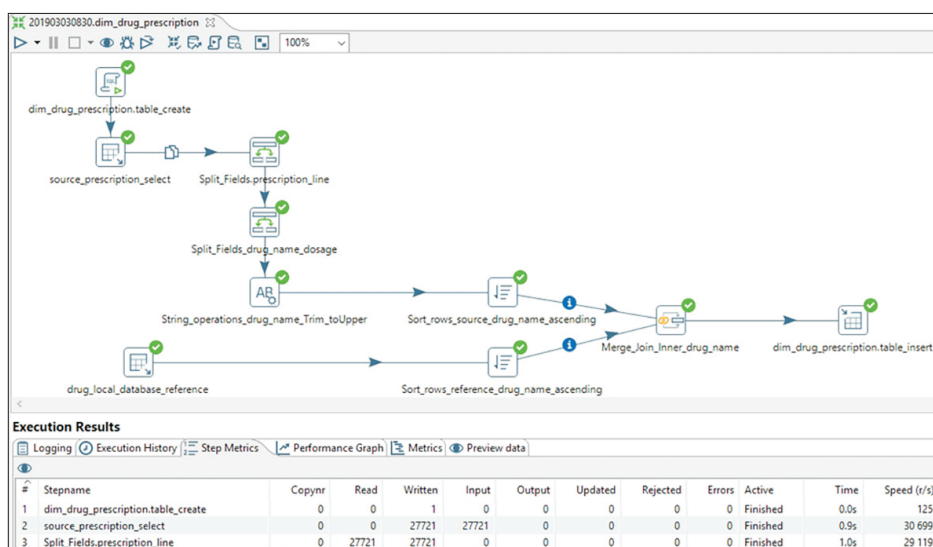 201903030830.dim_drug_prescription
100%
dim_drug_prescription.table_create
source_prescription_select
Split_Fields.prescription_line
Split_Fields_drug_name_dosage
AB
String_operations_drug_name_Trim_toUpper
Sort_rows_source_drug_name_ascending
Merge_Join_Inner_drug_name
dim_drug_prescription.table_insert
drug_local_database_reference
Sort_rows_reference_drug_name_ascending
Execution Results
Logging Execution History Step Metrics Performance Graph Metrics Preview data
# Stepname Copynr Read Written Input Output Updated Rejected Errors Active Time Speed (r/s)
1 dim_drug_prescription.table_create 0 0 1 0 0 0 0 0 Finished 0.0s 125
2 source_prescription_select 0 0 27721 27721 0 0 0 0 Finished 0.9s 30 699
3 Split_Fields.prescription_line 0 27721 27721 0 0 0 0 0 Finished 1.0s 29 119